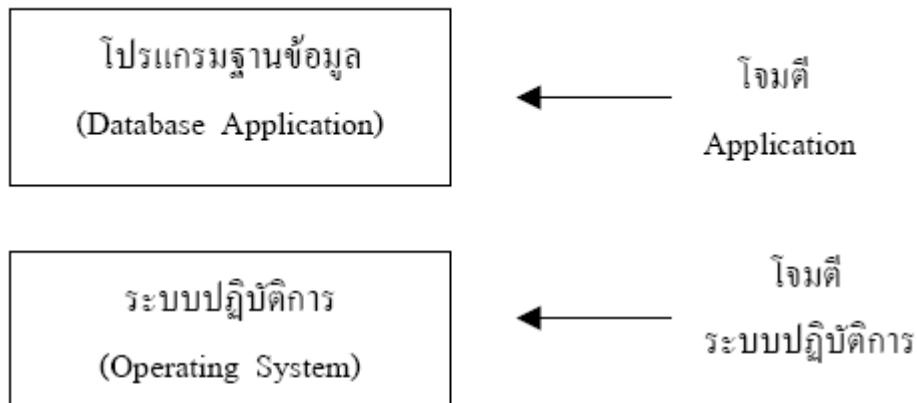 โปรแกรมฐานข้อมูล
(Database Application)
โจมตี
Application
ระบบปฏิบัติการ
(Operating System)
โจมตี
ระบบปฏิบัติการ